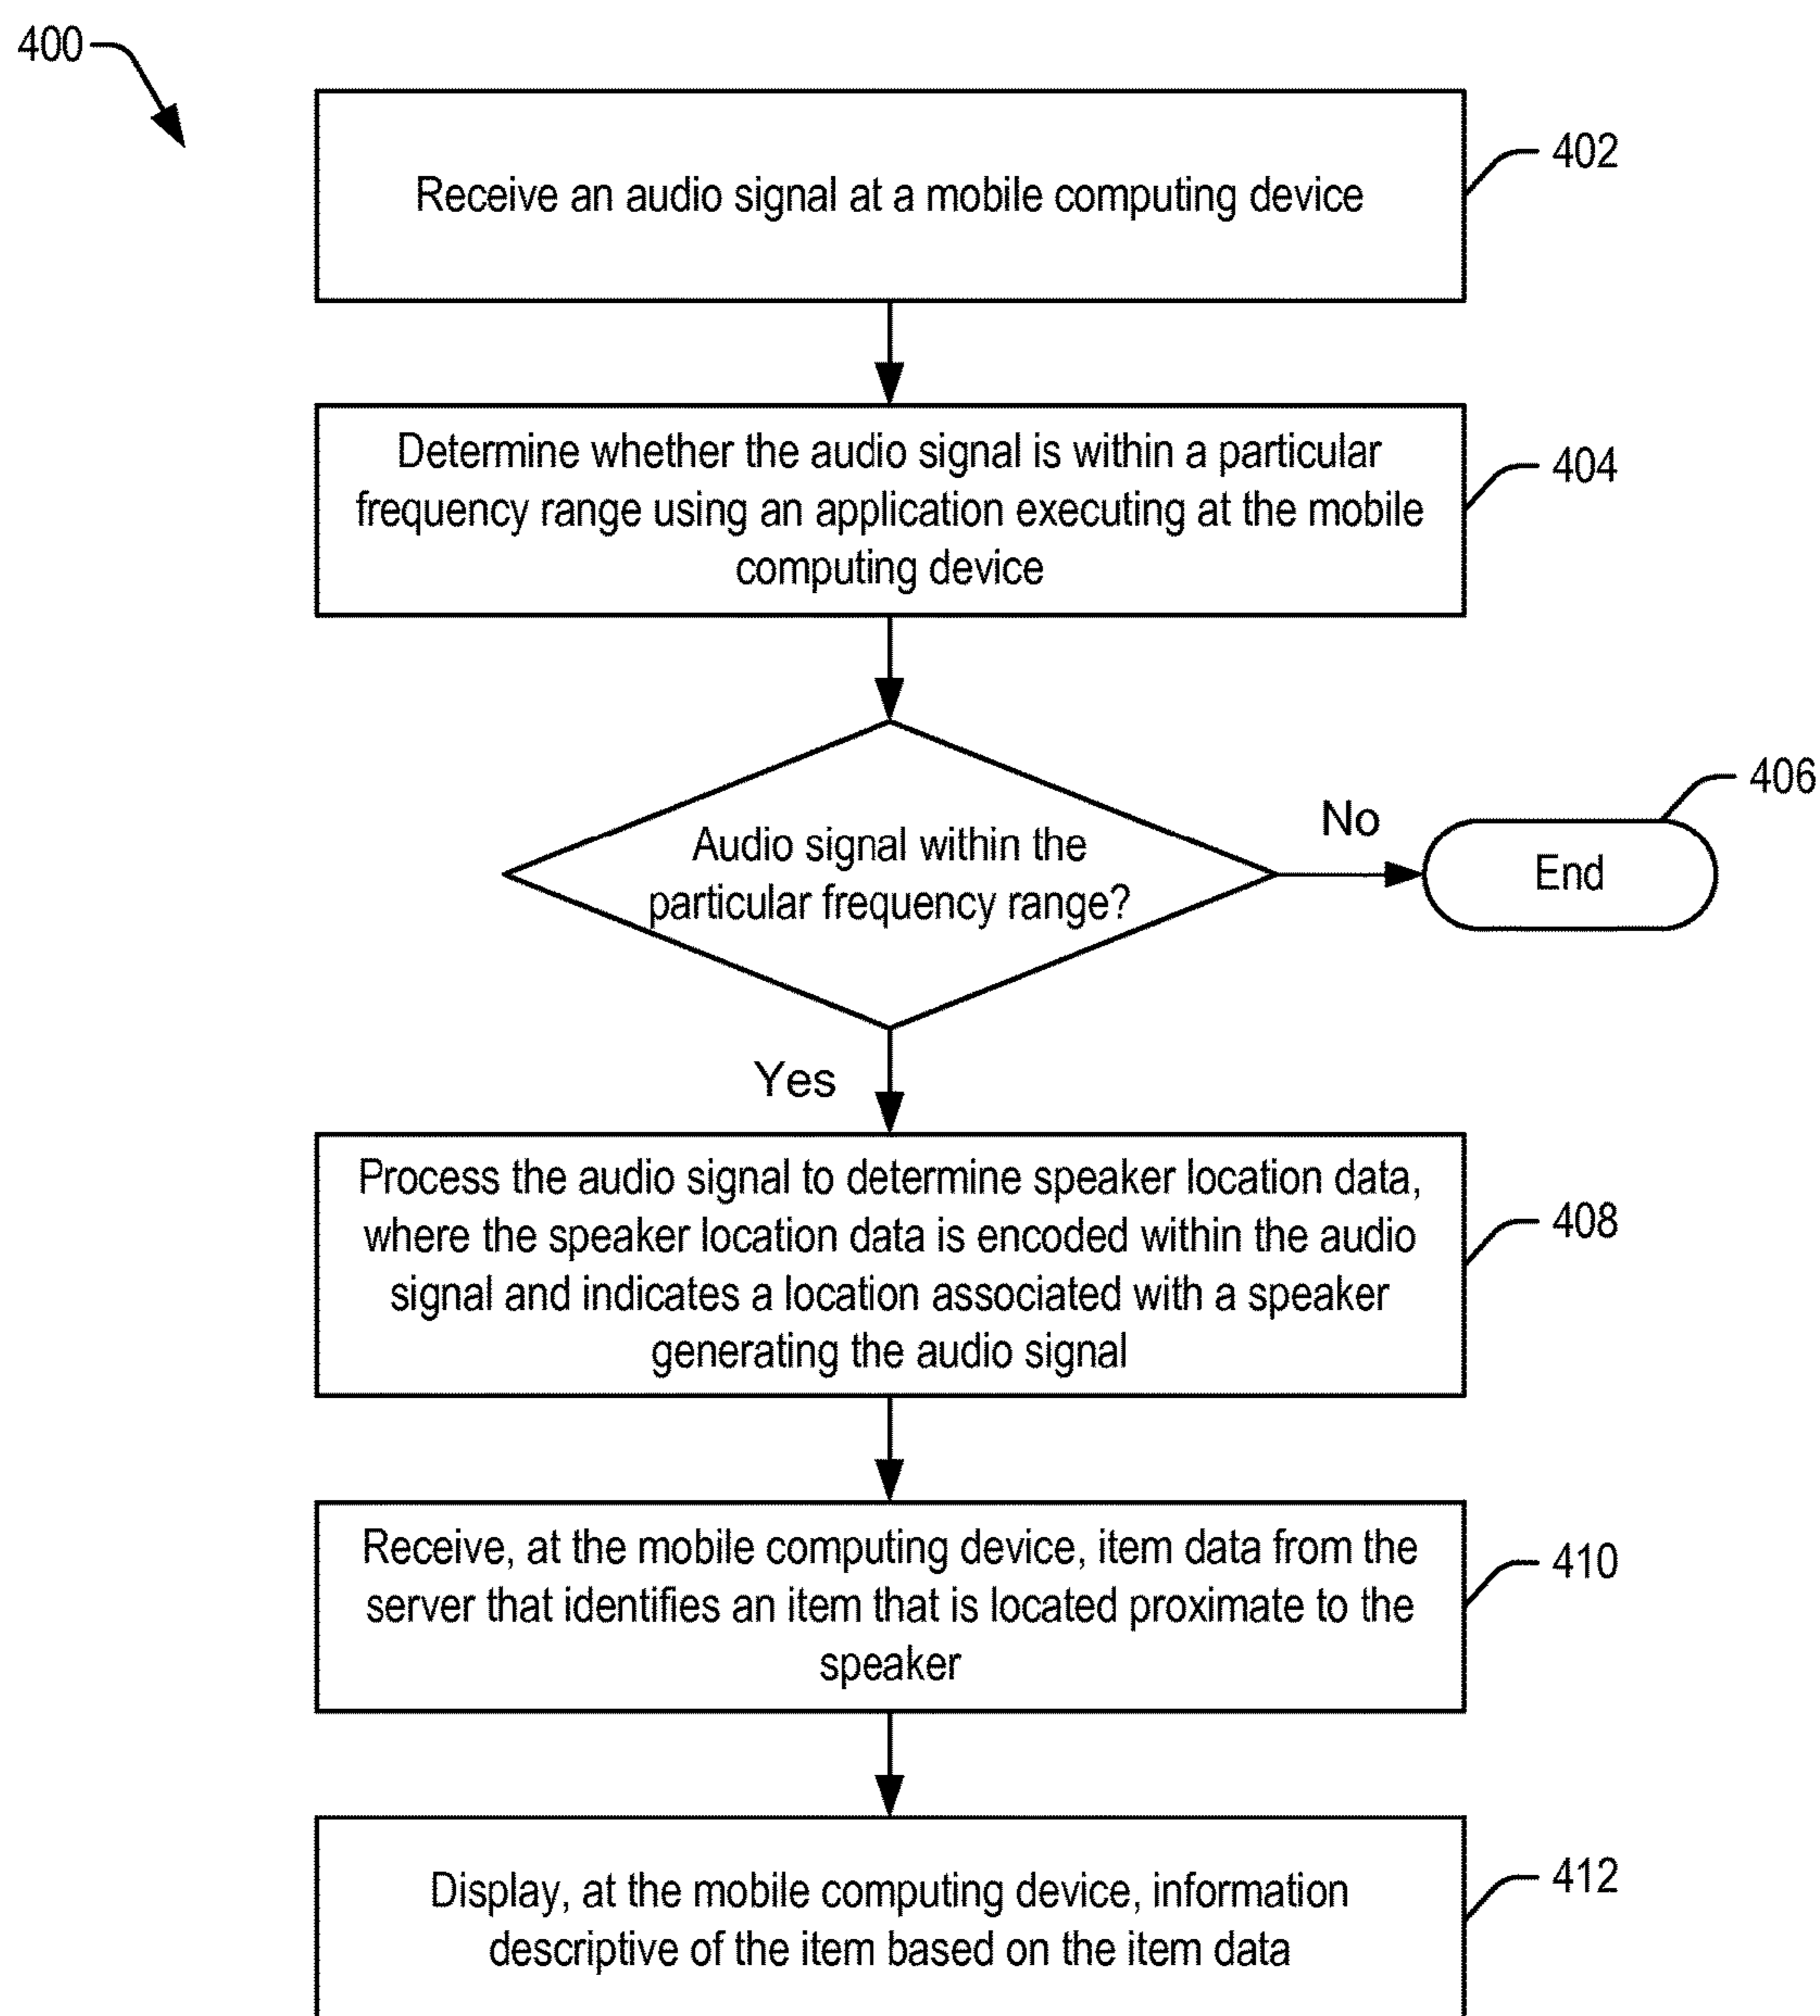 400
Receive an audio signal at a mobile computing device
402
Determine whether the audio signal is within a particular
frequency range using an application executing at the mobile
computing device
404
Audio signal within the
particular frequency range?
No
End
406
Yes
Process the audio signal to determine speaker location data,
where the speaker location data is encoded within the audio
signal and indicates a location associated with a speaker
generating the audio signal
408
Receive, at the mobile computing device, item data from the
server that identifies an item that is located proximate to the
speaker
410
Display, at the mobile computing device, information
descriptive of the item based on the item data
412